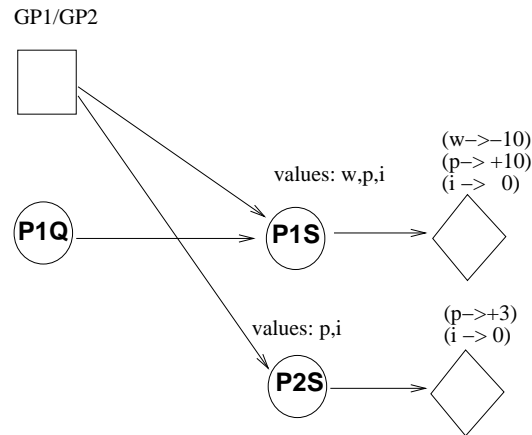 GP1/GP2
(w->-10)
(p-> +10)
(i -> 0)
values: w,p,i
P1Q
P1S
(p->+3)
(i -> 0)
values: p,i
P2S